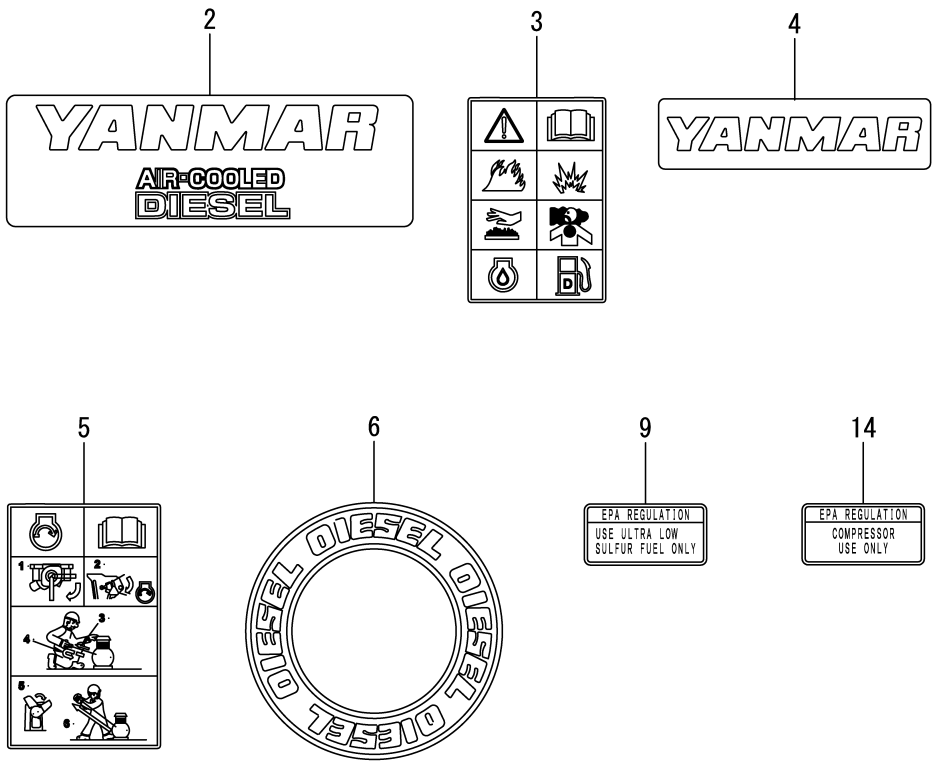 2
3
4
YANMAR
AIR-COOLED
DIESEL
YANMAR
D
5
6
9
14
1
2
3
4
5
6
DIESEL DIESEL DIESEL DIESEL DIESEL
EPA REGULATION
USE ULTRA LOW
SULFUR FUEL ONLY
EPA REGULATION
COMPRESSOR
USE ONLY